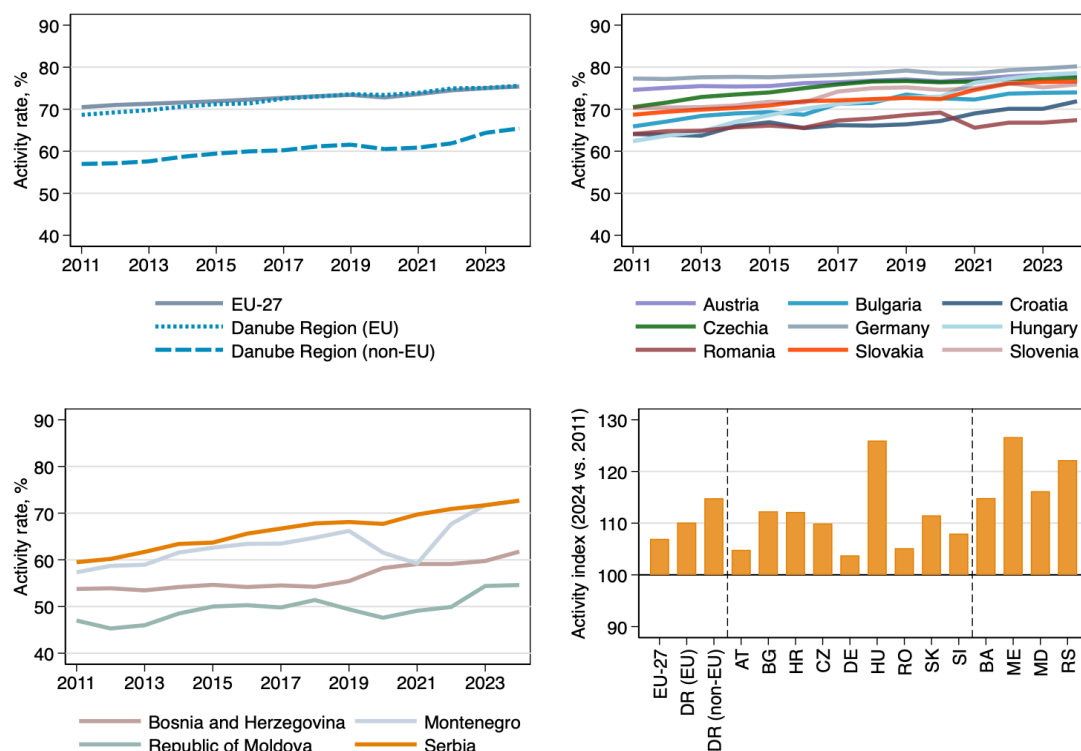 Activity rate, %
90
80
70
60
50
40
2011 2013 2015 2017 2019 2021 2023
EU-27
Danube Region (EU)
Danube Region (non-EU)
Activity rate, %
90
80
70
60
50
40
2011 2013 2015 2017 2019 2021 2023
Austria Bulgaria Croatia
Czechia Germany Hungary
Romania Slovakia Slovenia
Activity rate, %
90
80
70
60
50
40
2011 2013 2015 2017 2019 2021 2023
Bosnia and Herzegovina Montenegro
Republic of Moldova Serbia
Activity index (2024 vs. 2011)
130
120
110
100
90
EU-27
DR (EU)
DR (non-EU)
AT
BG
HR
CZ
DE
HU
RO
SK
SI
BA
ME
MD
RS